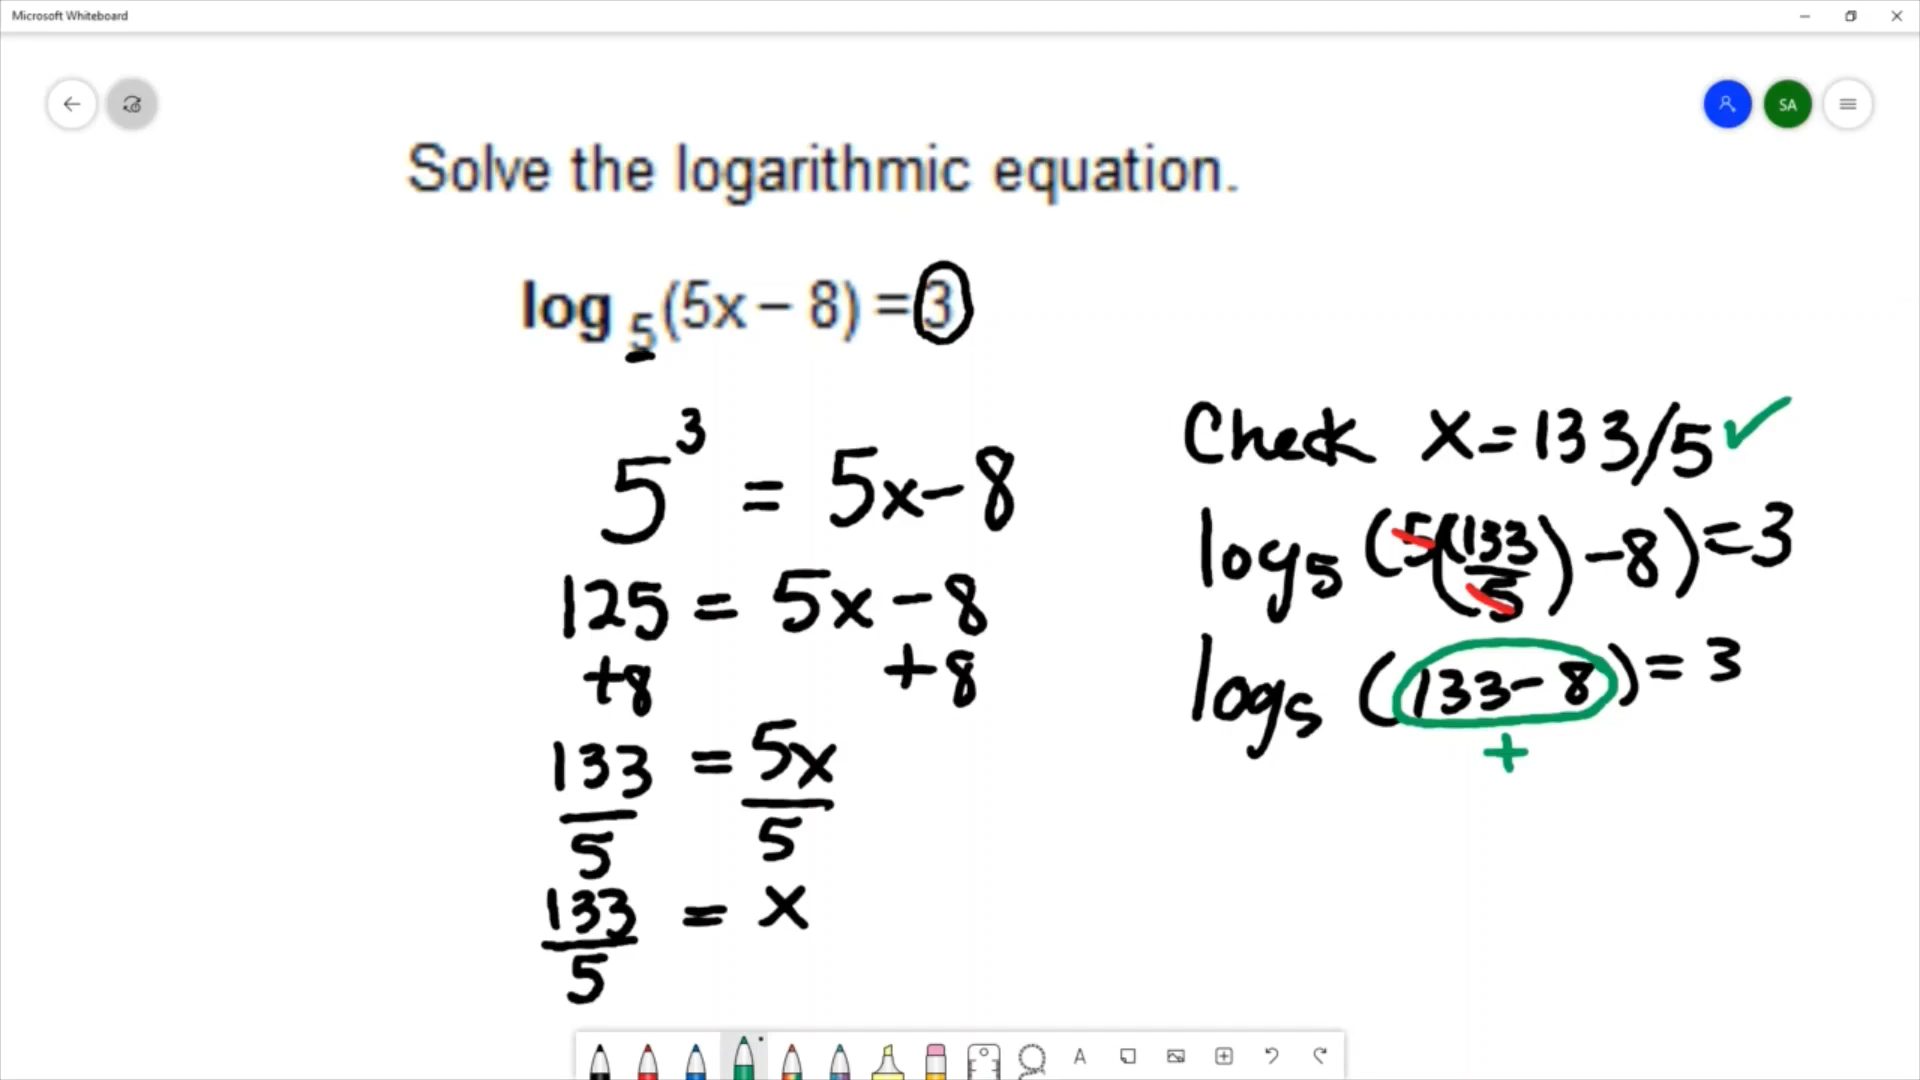 Microsoft Whiteboard
SA
Solve the logarithmic equation.
log 5 (5x – 8) = 3
5^3 = 5x - 8
125 = 5x - 8
+8 +8
133/5 = 5x/5
133/5 = x
Check x = 133/5 ✓
log5 (5(133/5) - 8) = 3
log5 (133 - 8) = 3
+
A